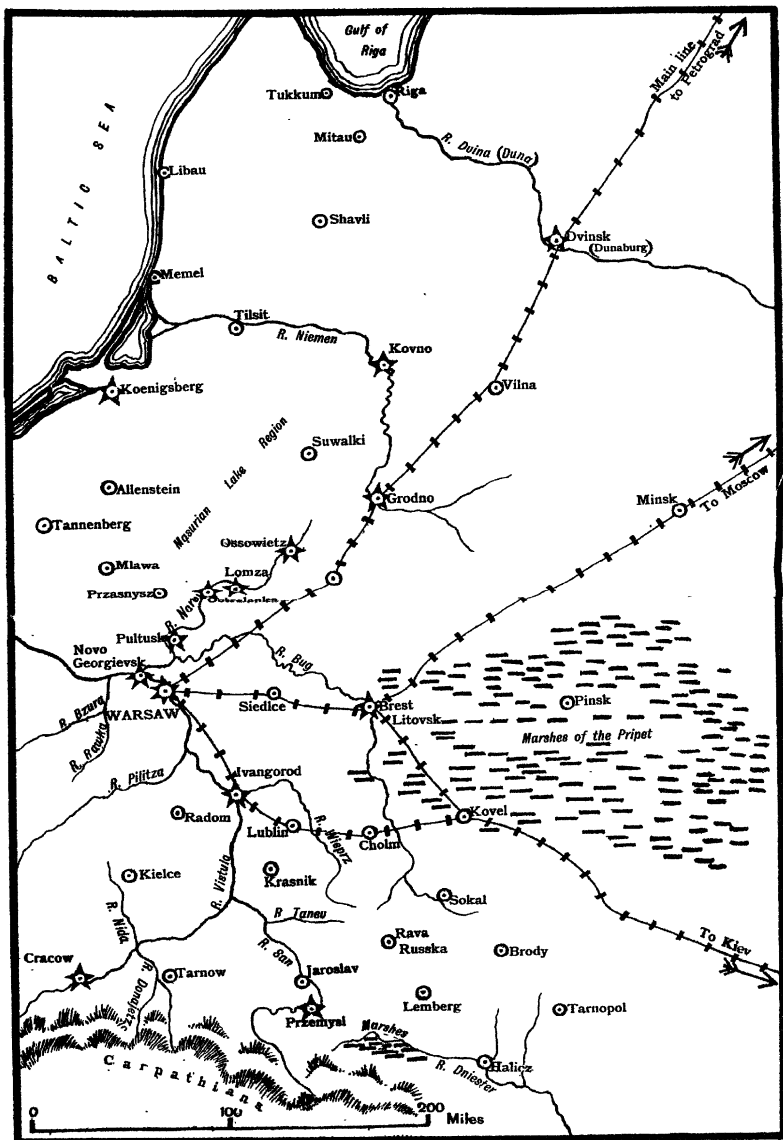 Gulf of
Riga
Main line
to Petrograd
Tukkum
Riga
BALTIC SEA
Mitau
R. Dvina (Duna)
Libau
Shavli
Dvinsk
(Dunaburg)
Memel
Tilsit
R. Niemen
Kovno
Koenigsberg
Vilna
Masurian Lake Region
Suwalki
Allenstein
Grodno
Minsk
To Moscow
Tannenberg
Ossowietz
Mlawa
Lomza
Przasnysz
Ostrolenka
R. Narew
Pultusk
Novo
Georgievsk
R. Bug
R. Bzura
WARSAW
Siedlce
Brest
Litovsk
Pinsk
R. Rawka
Marshes of the Pripet
R. Pilitza
Ivangorod
Radom
Lublin
R. Wieprz
Cholm
Kovel
Kielce
R. Vistula
Krasnik
Sokal
R. Nida
R. Tanev
Rava
Russka
Brody
To Kiev
Cracow
R. San
R. Donajetz
Tarnow
Jaroslav
Lemberg
Tarnopol
Przemysl
Marshes
Carpathians
R. Dniester
Halicz
0 100 200
Miles